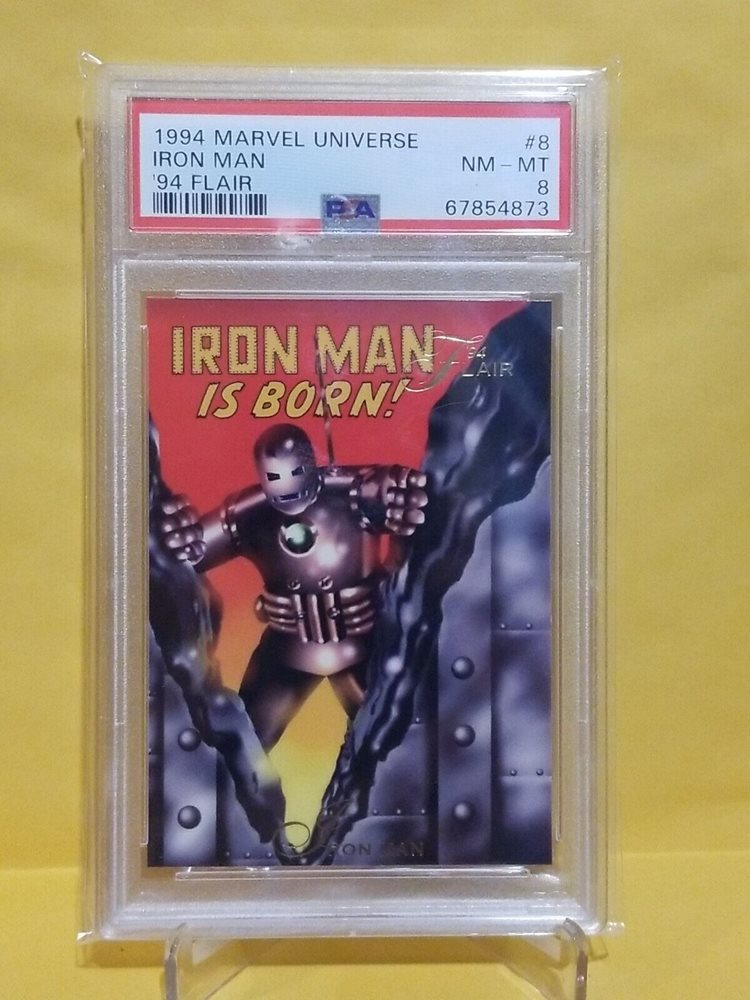 1994 MARVEL UNIVERSE #8
IRON MAN NM - MT
'94 FLAIR 8
PSA 67854873
IRON MAN
IS BORN!
'94
FLAIR
IRON MAN